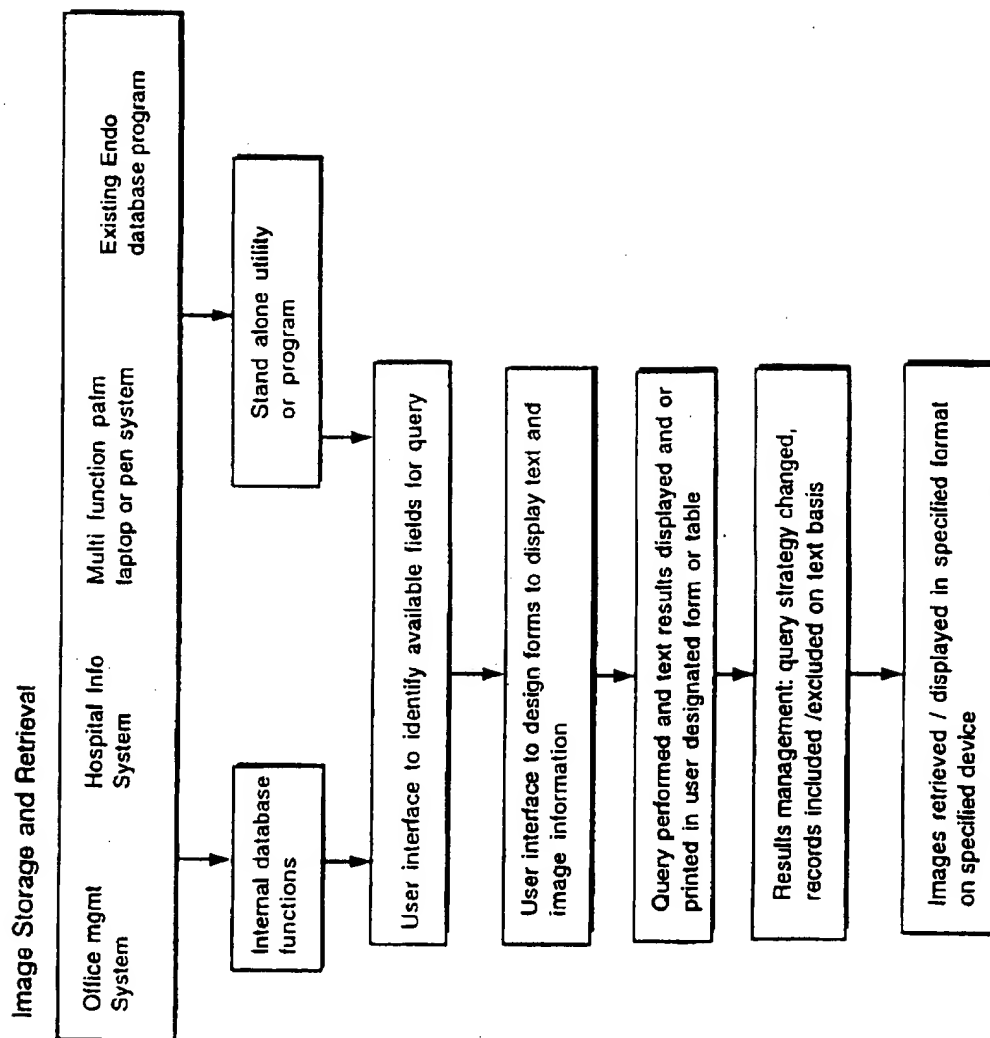 Image Storage and Retrieval
Office mgmt
System
Hospital Info
System
Multi function palm
laptop or pen system
Existing Endo
database program
Internal database
functions
Stand alone utility
or program
User interface to identify available fields for query
User interface to design forms to display text and
image information
Query performed and text results displayed and or
printed in user designated form or table
Results management: query strategy changed,
records included /excluded on text basis
Images retrieved / displayed in specified format
on specified device